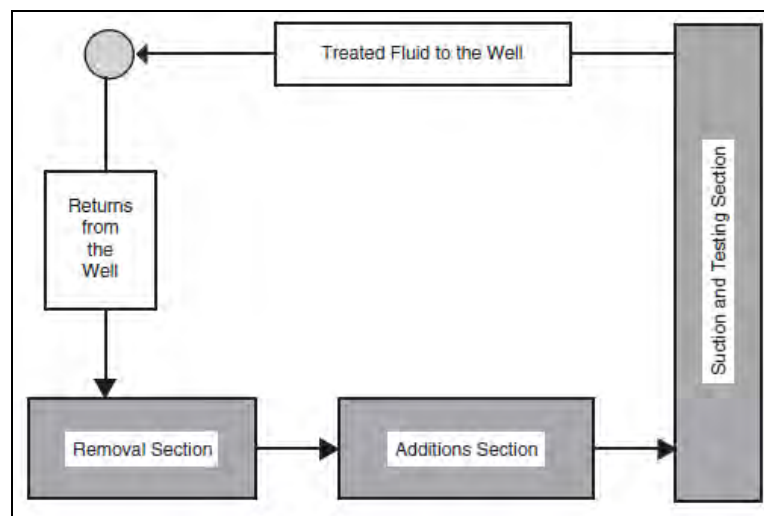 Treated Fluid to the Well
Returns
from
the
Well
Suction and Testing Section
Removal Section
Additions Section